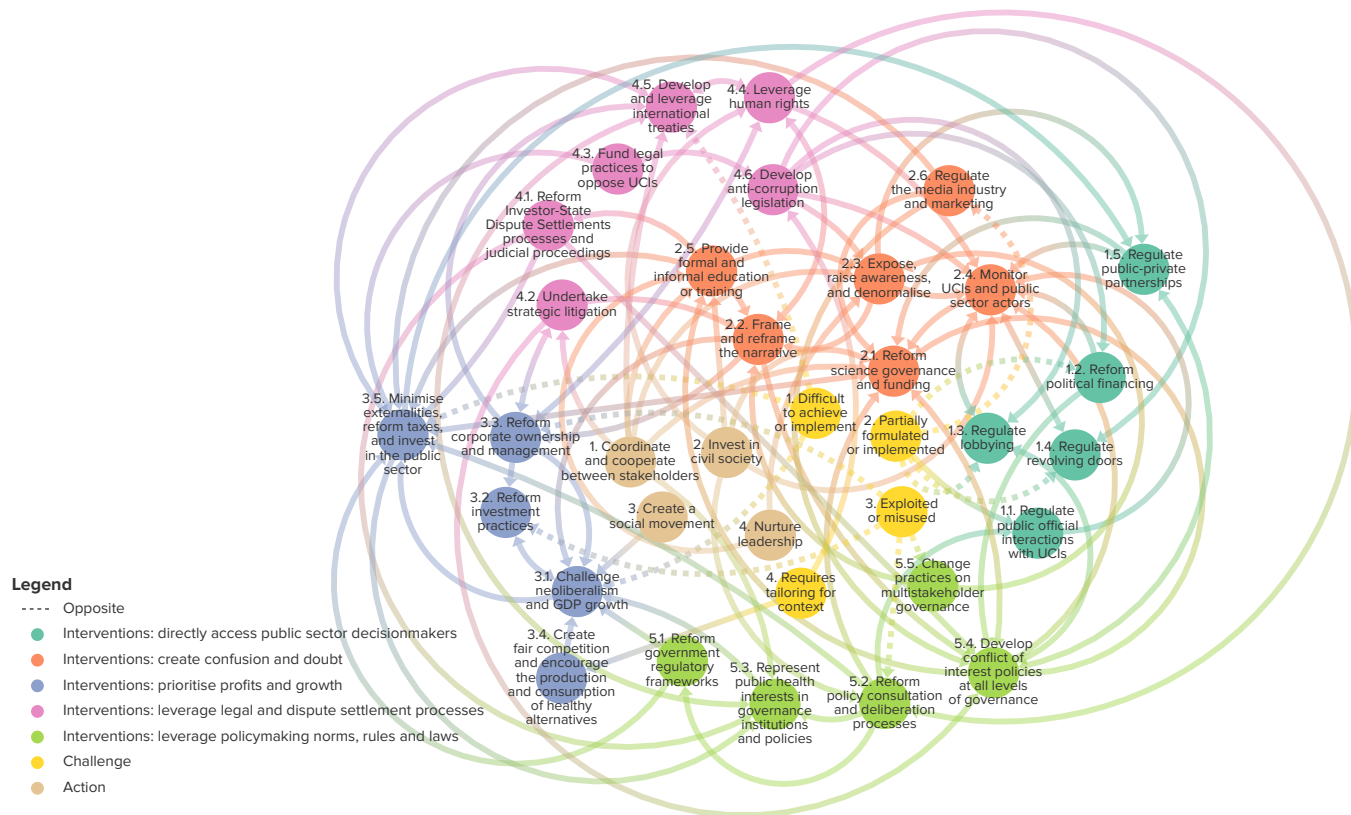 4.5. Develop
and leverage
international
treaties
4.4. Leverage
human rights
4.3. Fund legal
practices to
oppose UCIs
4.6. Develop
anti-corruption
legislation
2.6. Regulate
the media industry
and marketing
4.1. Reform
Investor-State
Dispute Settlements
processes and
judicial proceedings
2.5. Provide
formal and
informal education
or training
2.3. Expose,
raise awareness,
and denormalise
2.4. Monitor
UCIs and public
sector actors
1.5. Regulate
public-private
partnerships
4.2. Undertake
strategic litigation
2.2. Frame
and reframe
the narrative
2.1. Reform
science governance
and funding
1.2. Reform
political financing
3.5. Minimise
externalities,
reform taxes,
and invest
in the public
sector
3.3. Reform
corporate ownership
and management
1. Coordinate
and cooperate
between stakeholders
2. Invest in
civil society
1. Difficult
to achieve
or implement
2. Partially
formulated
or implemented
1.3. Regulate
lobbying
1.4. Regulate
revolving doors
3.2. Reform
investment
practices
3. Create a
social movement
4. Nurture
leadership
3. Exploited
or misused
1.1. Regulate
public official
interactions
with UCIs
3.1. Challenge
neoliberalism
and GDP growth
4. Requires
tailoring for
context
5.5. Change
practices on
multistakeholder
governance
3.4. Create
fair competition
and encourage
the production
and consumption
of healthy
alternatives
5.1. Reform
government
regulatory
frameworks
5.3. Represent
public health
interests in
governance
institutions
and policies
5.2. Reform
policy consultation
and deliberation
processes
5.4. Develop
conflict of
interest policies
at all levels
of governance
Legend
Opposite
Interventions: directly access public sector decisionmakers
Interventions: create confusion and doubt
Interventions: prioritise profits and growth
Interventions: leverage legal and dispute settlement processes
Interventions: leverage policymaking norms, rules and laws
Challenge
Action